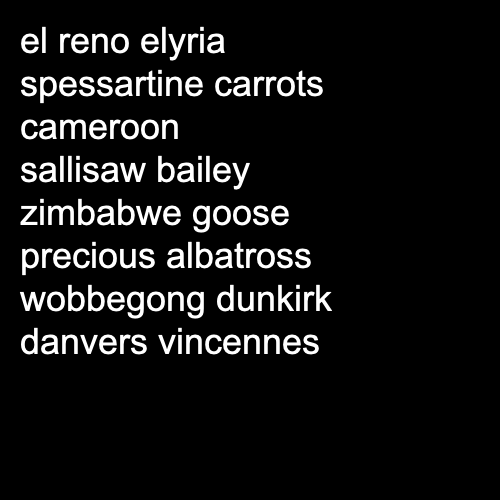 el reno elyria
spessartine carrots
cameroon
sallisaw bailey
zimbabwe goose
precious albatross
wobbegong dunkirk
danvers vincennes